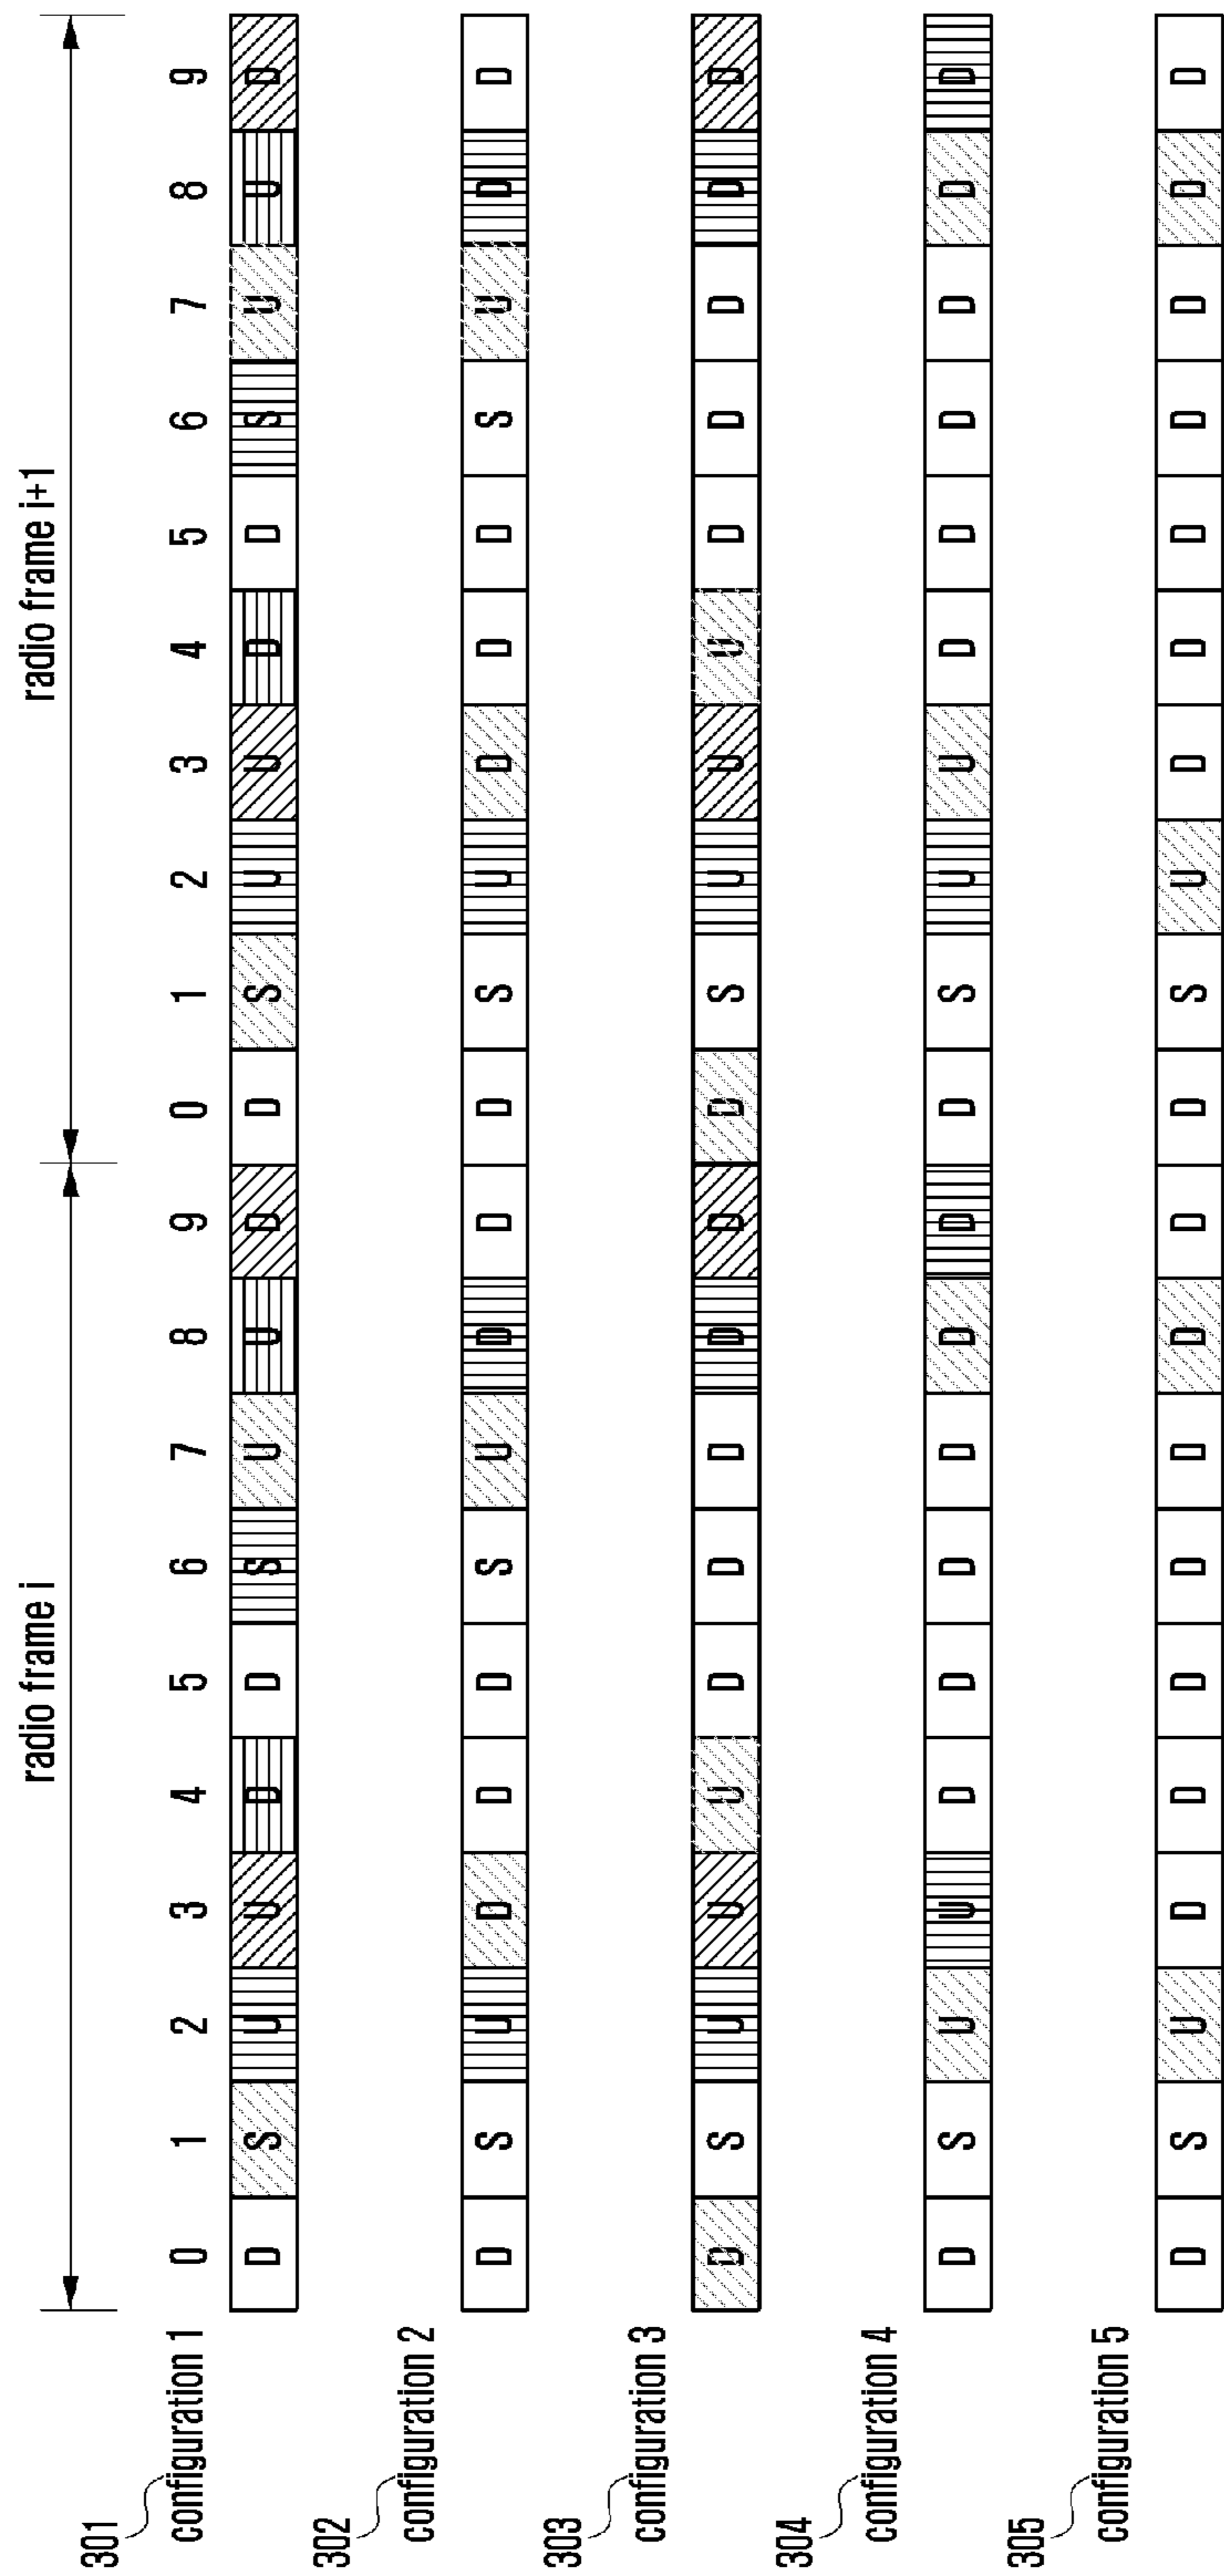 radio frame i radio frame i+1
0 1 2 3 4 5 6 7 8 9 0 1 2 3 4 5 6 7 8 9
301
configuration 1
D S U U D D S U U D D S U U D D S U U D
302
configuration 2
D S U D D D S U D D D S U D D D S U D D
303
configuration 3
D S U U U D D D D D D S U U U D D D D D
304
configuration 4
D S U U D D D D D D D S U U D D D D D D
305
configuration 5
D S U D D D D D D D D S U D D D D D D D